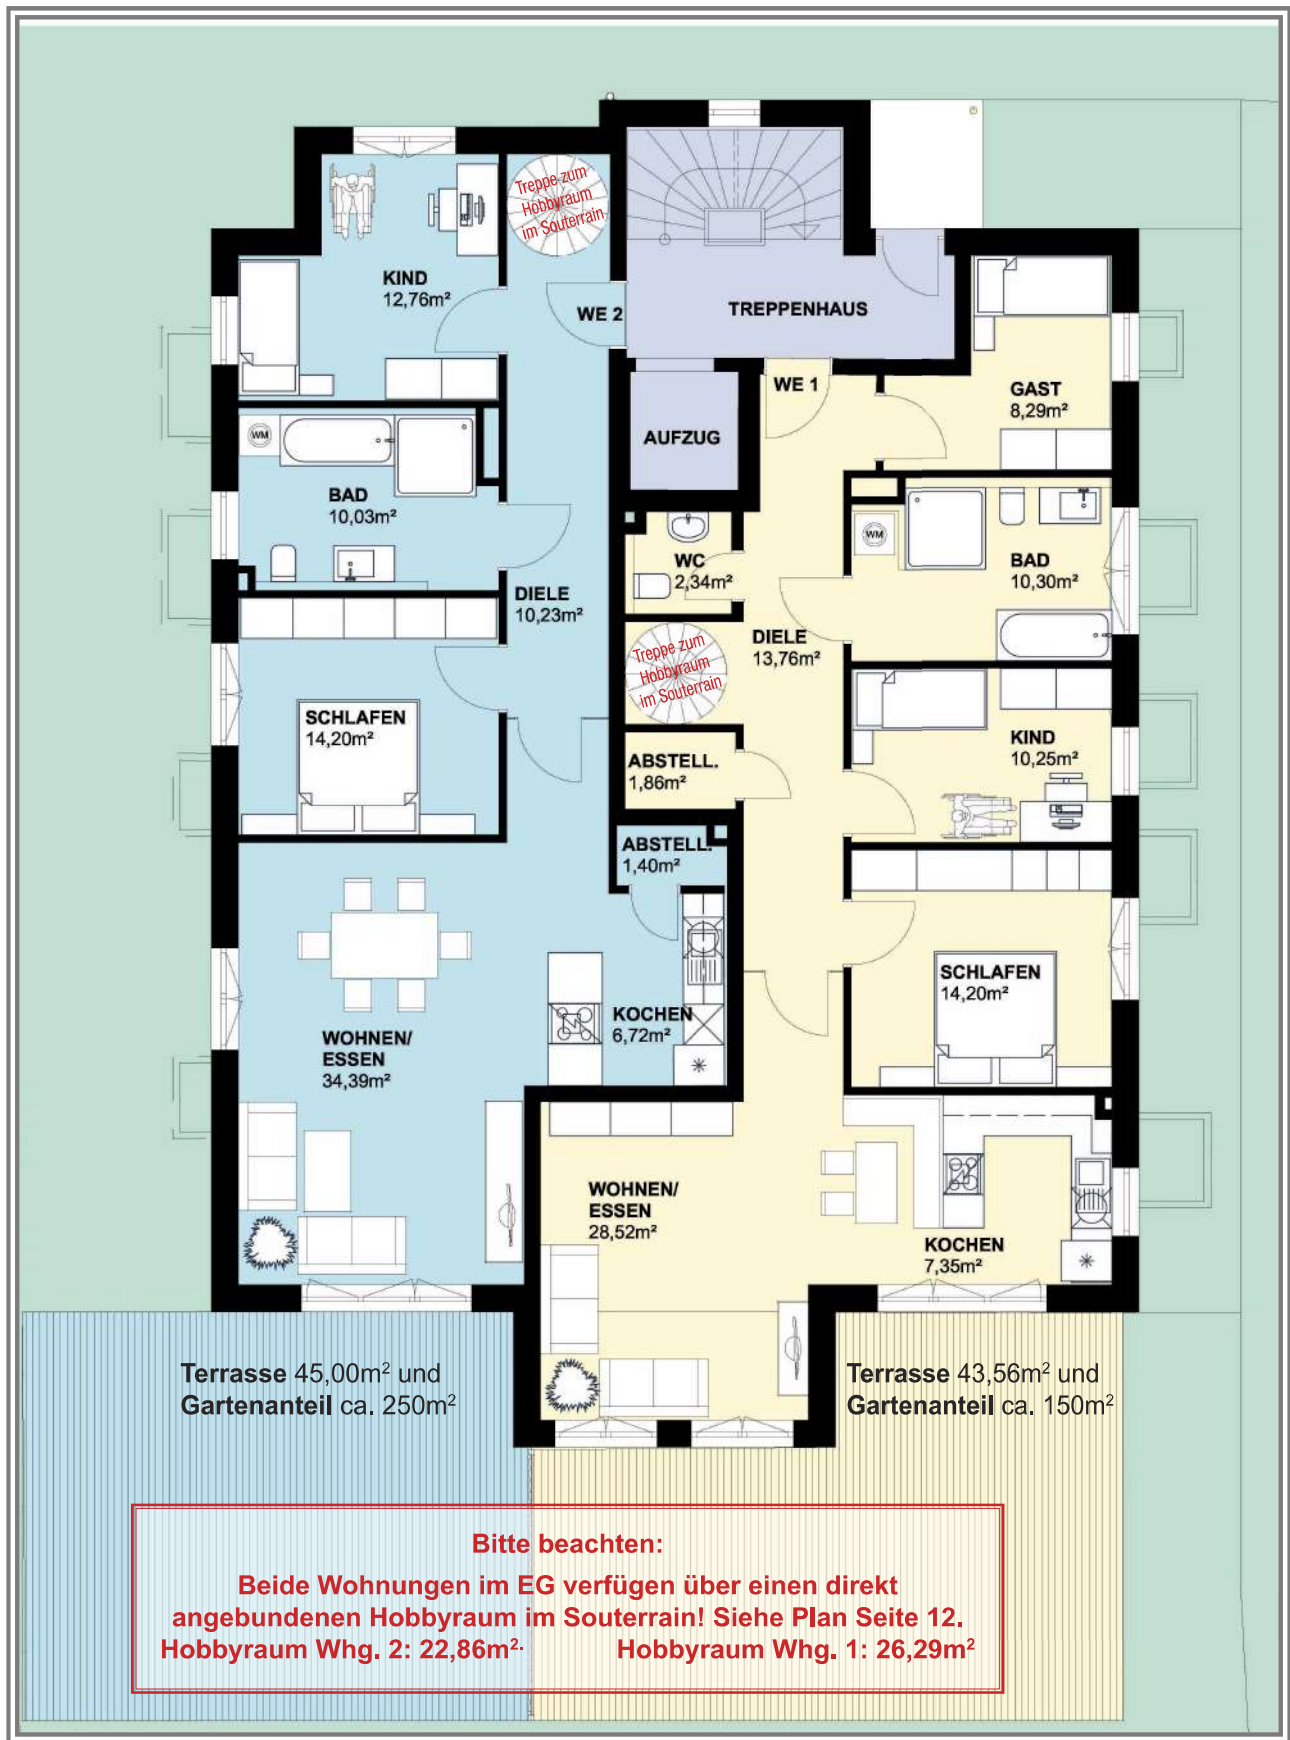 Treppe zum
Hobbyraum
im Souterrain
KIND
12,76m²
WE 2
TREPPENHAUS
WE 1
GAST
8,29m²
AUFZUG
WM
BAD
10,03m²
WM
WC
2,34m²
BAD
10,30m²
DIELE
10,23m²
DIELE
13,76m²
Treppe zum
Hobbyraum
im Souterrain
SCHLAFEN
14,20m²
KIND
10,25m²
ABSTELL.
1,86m²
ABSTELL.
1,40m²
SCHLAFEN
14,20m²
KOCHEN
6,72m²
WOHNEN/
ESSEN
34,39m²
WOHNEN/
ESSEN
28,52m²
KOCHEN
7,35m²
Terrasse 45,00m² und
Gartenanteil ca. 250m²
Terrasse 43,56m² und
Gartenanteil ca. 150m²
Bitte beachten:
Beide Wohnungen im EG verfügen über einen direkt
angebundenen Hobbyraum im Souterrain! Siehe Plan Seite 12.
Hobbyraum Whg. 2: 22,86m². Hobbyraum Whg. 1: 26,29m²